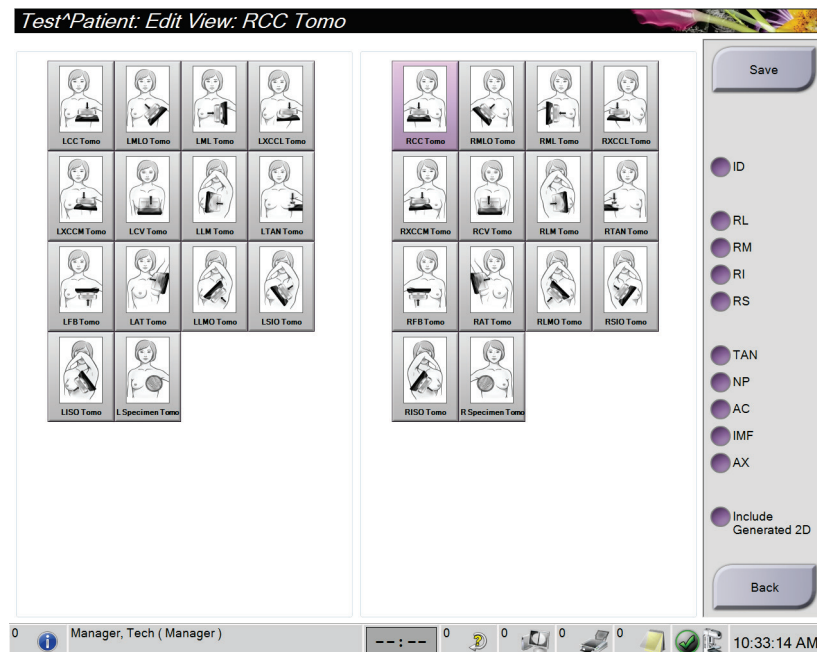 Test^Patient: Edit View: RCC Tomo
LCC Tomo LMLO Tomo LML Tomo LXCCL Tomo
LXCCM Tomo LCV Tomo LLM Tomo LTAN Tomo
LFB Tomo LAT Tomo LLMO Tomo LSIO Tomo
LISO Tomo L Specimen Tomo
RCC Tomo RMLO Tomo RML Tomo RXCCL Tomo
RXCCM Tomo RCV Tomo RLM Tomo RTAN Tomo
RFB Tomo RAT Tomo RLMO Tomo RSIO Tomo
RISO Tomo R Specimen Tomo
Save
ID
RL
RM
RI
RS
TAN
NP
AC
IMF
AX
Include
Generated 2D
Back
0 Manager, Tech ( Manager ) --:-- 0 0 0 0 10:33:14 AM